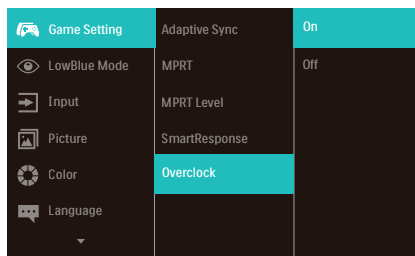 Game Setting
LowBlue Mode
Input
Picture
Color
Language
Adaptive Sync
MPRT
MPRT Level
SmartResponse
Overclock
On
Off